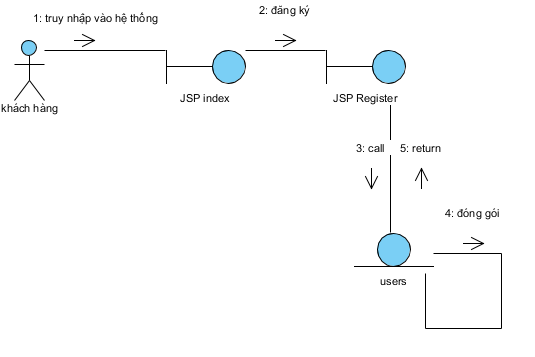 2: đăng ký
1: truy nhập vào hệ thống
khách hàng
JSP index
JSP Register
3: call
5: return
4: đóng gói
users